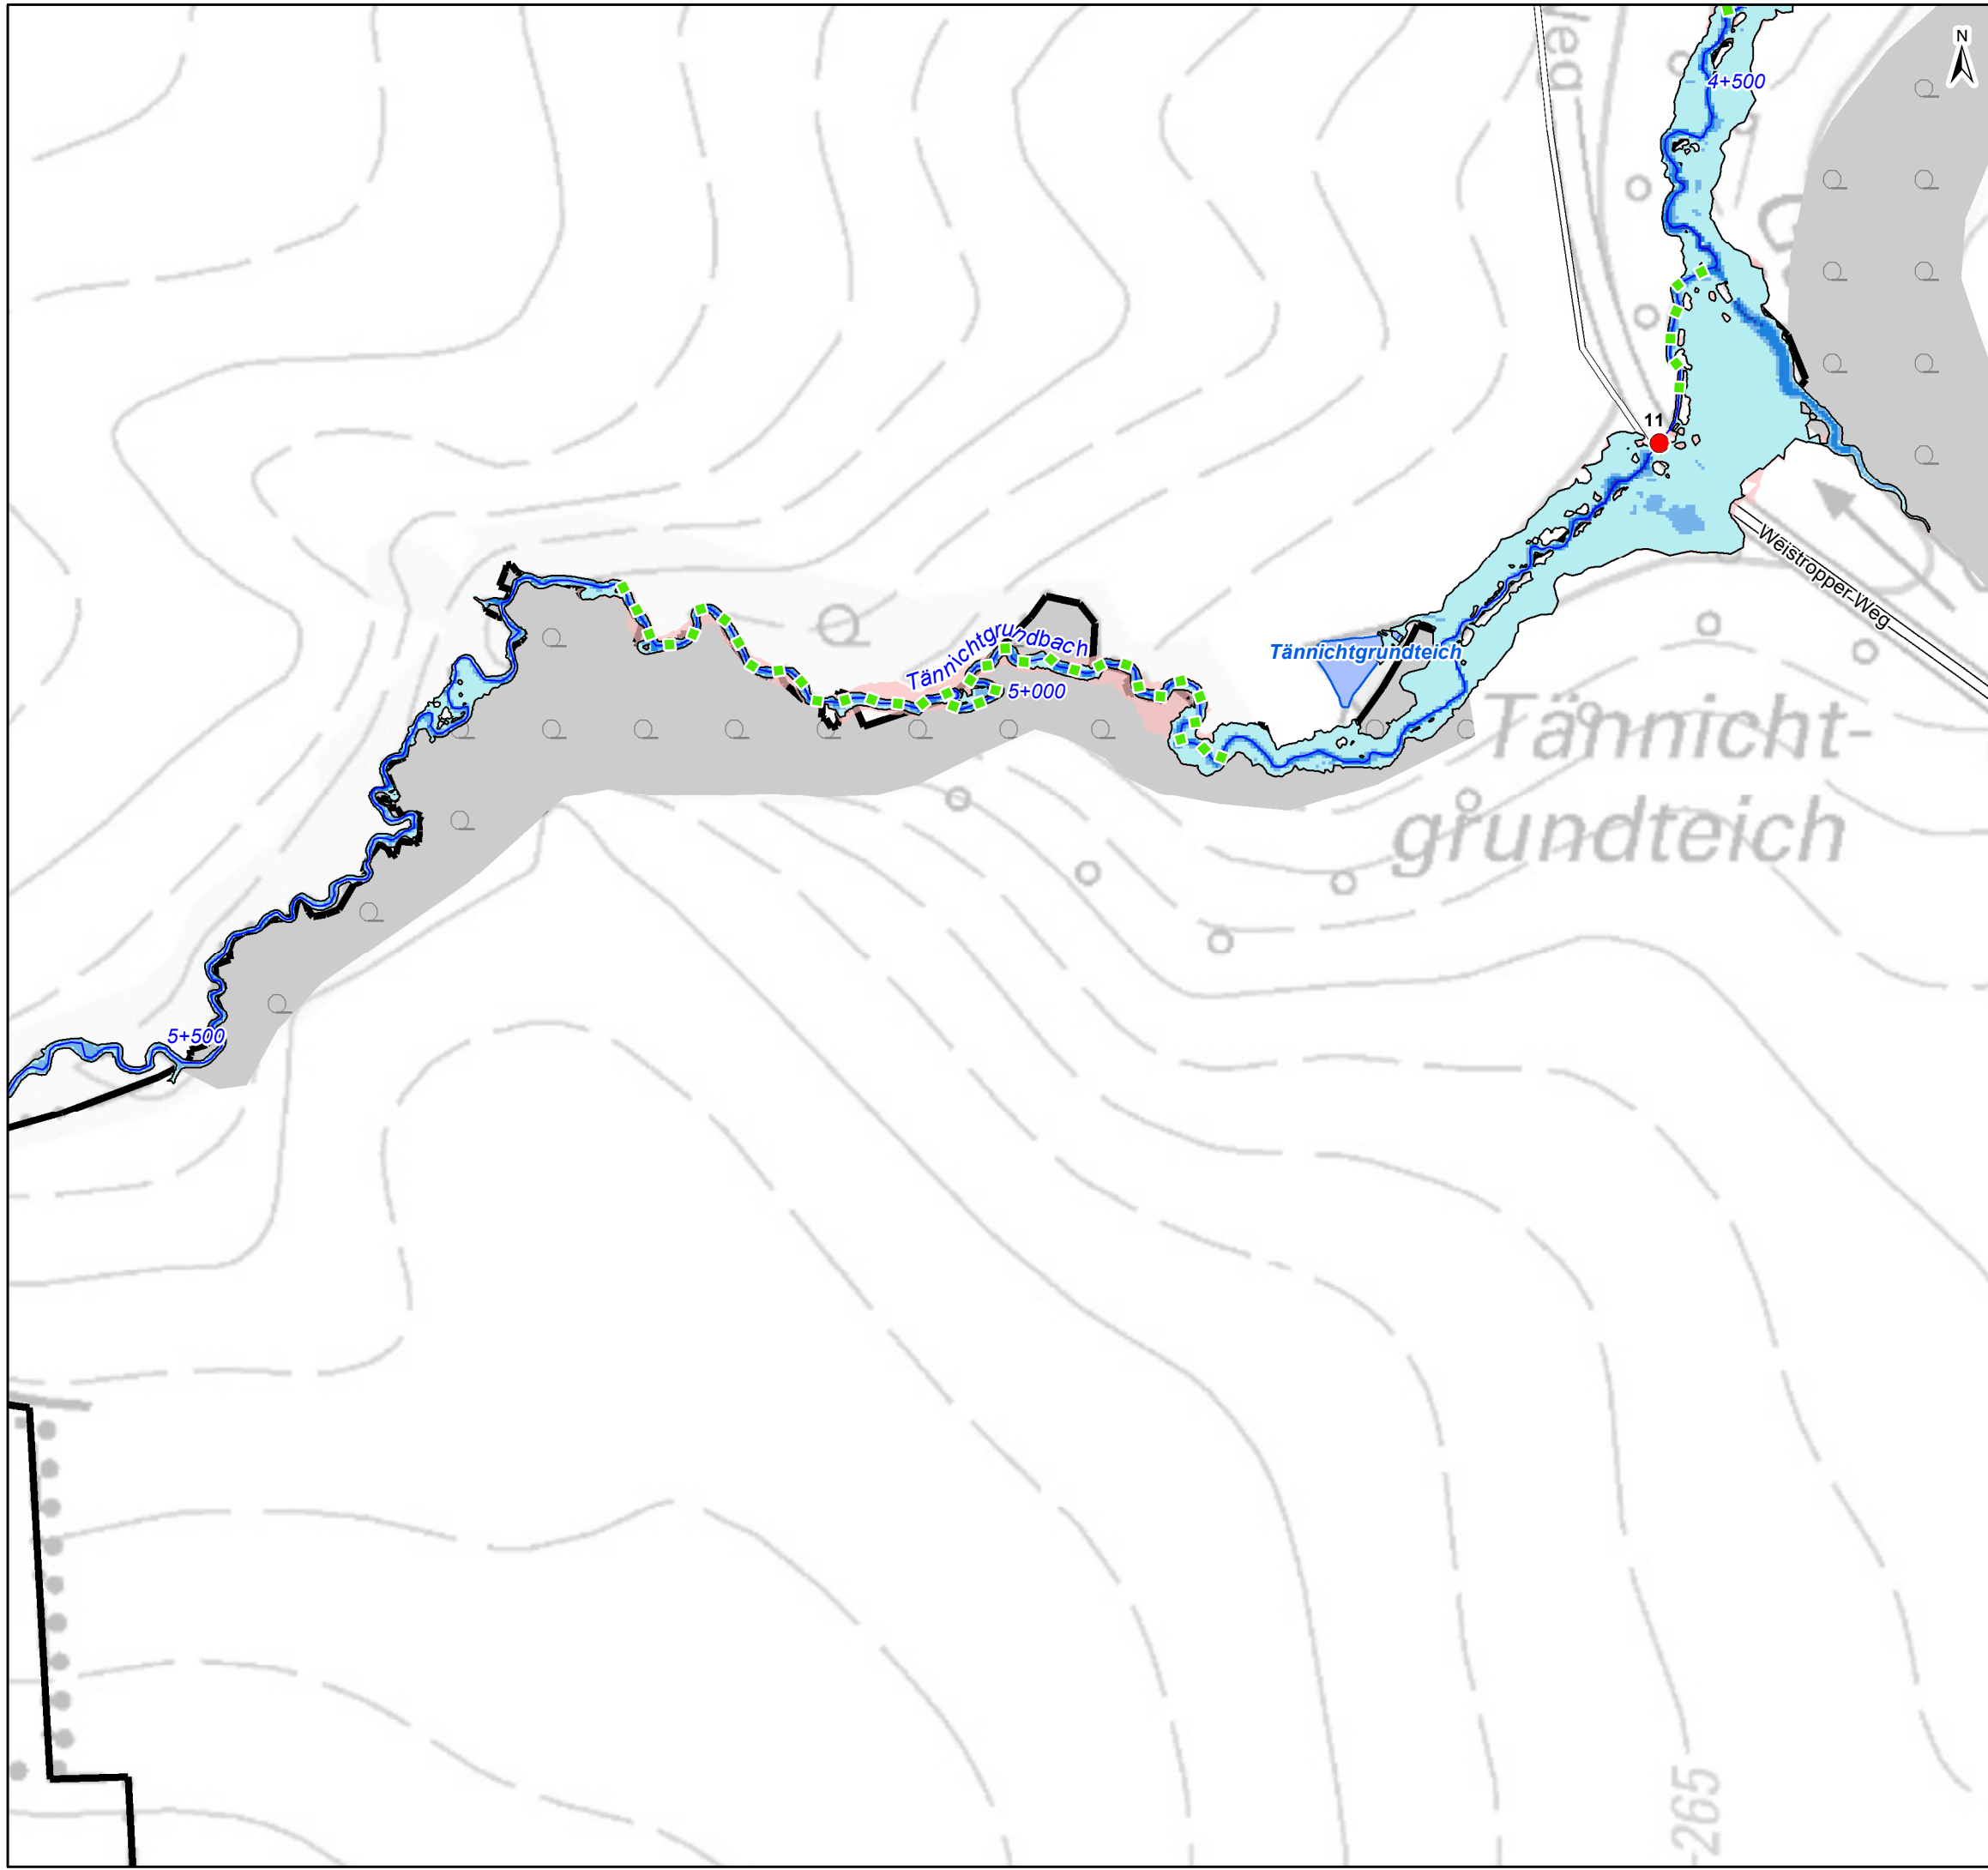 N
4+500
11
Weistropper-Weg
Tännichtgrundbach
Tännichtgrundteich
5+000
Tännicht-
grundteich
5+500
265